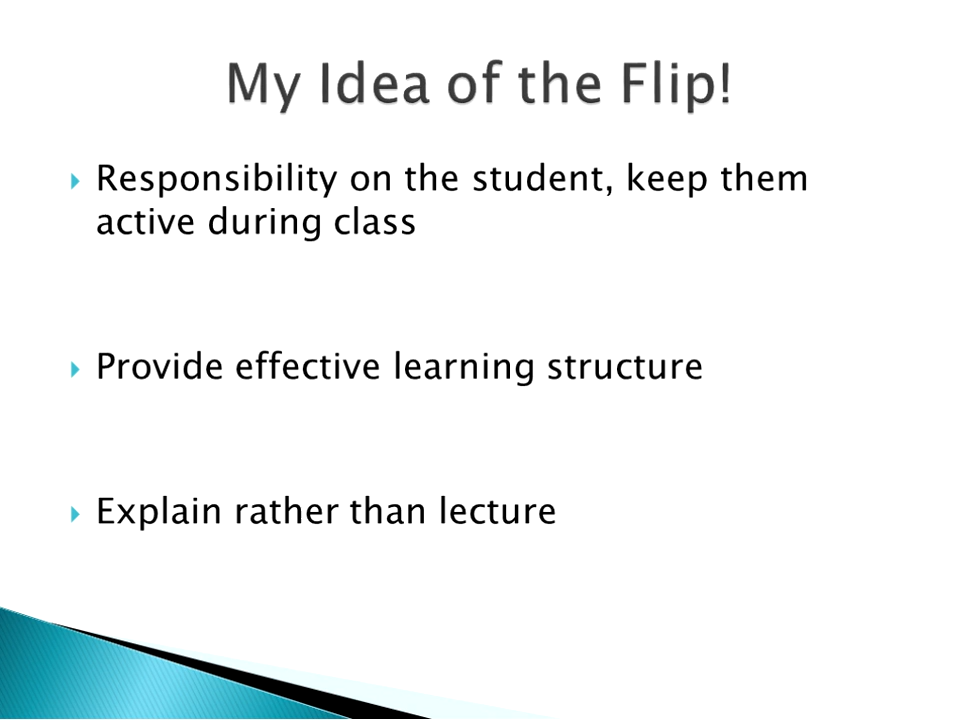 My Idea of the Flip!
Responsibility on the student, keep them
active during class
Provide effective learning structure
Explain rather than lecture